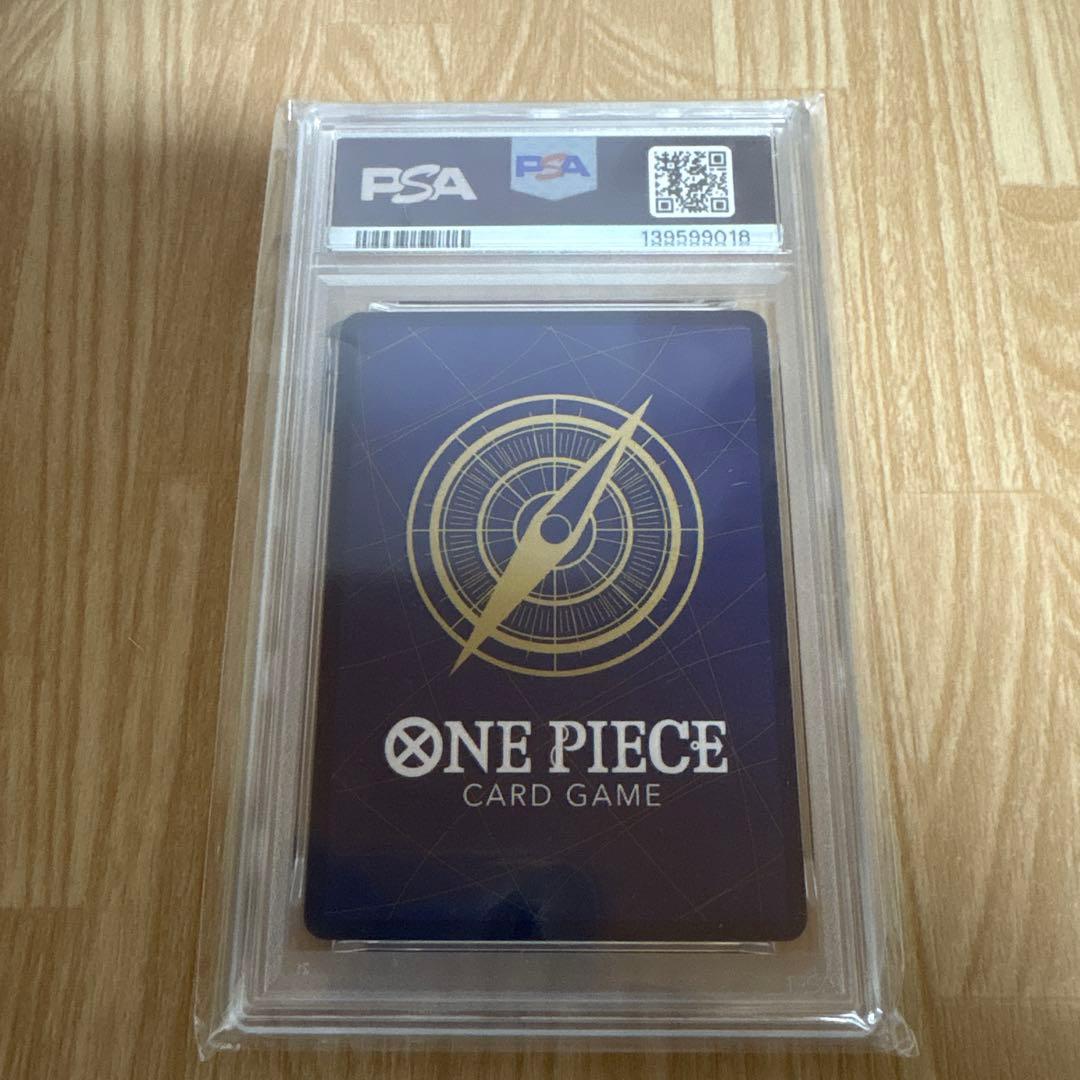 PSA
PSA
139599018
ONE PIECE
CARD GAME